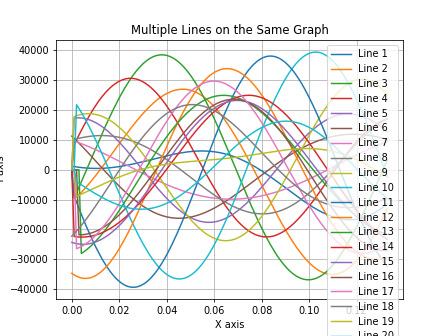 Multiple Lines on the Same Graph
40000
30000
20000
10000
0
−10000
−20000
−30000
−40000
0.00
0.02
0.04
0.06
0.08
0.10
X axis
Line 1
Line 2
Line 3
Line 4
Line 5
Line 6
Line 7
Line 8
Line 9
Line 10
Line 11
Line 12
Line 13
Line 14
Line 15
Line 16
Line 17
Line 18
Line 19
Line 20